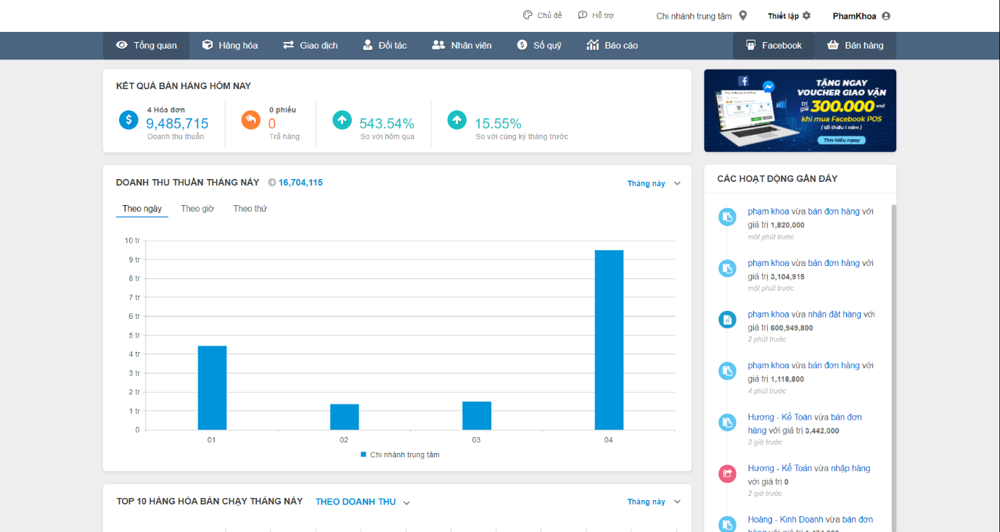 Chủ đề Hỗ trợ Chi nhánh trung tâm Thiết lập PhamKhoa
Tổng quan Hàng hóa Giao dịch Đối tác Nhân viên Sổ quỹ Báo cáo Facebook Bán hàng
KẾT QUẢ BÁN HÀNG HÔM NAY
4 Hóa đơn
9,485,715
Doanh thu thuần
0 phiếu
0
Trả hàng
543.54%
So với hôm qua
15.55%
So với cùng kỳ tháng trước
TẶNG NGAY
VOUCHER GIAO VẬN
trị giá 300.000 vnd
khi mua Facebook POS
( tối thiểu 1 năm )
Tìm hiểu ngay
DOANH THU THUẦN THÁNG NÀY 16,704,115 Tháng này
Theo ngày Theo giờ Theo thứ
10 tr
9 tr
8 tr
7 tr
6 tr
5 tr
4 tr
3 tr
2 tr
1 tr
0
01 02 03 04
Chi nhánh trung tâm
TOP 10 HÀNG HÓA BÁN CHẠY THÁNG NÀY THEO DOANH THU Tháng này
CÁC HOẠT ĐỘNG GẦN ĐÂY
phạm khoa vừa bán đơn hàng với
giá trị 1,820,000
một phút trước
phạm khoa vừa bán đơn hàng với
giá trị 3,104,915
một phút trước
phạm khoa vừa nhận đặt hàng với
giá trị 600,949,800
2 phút trước
phạm khoa vừa bán đơn hàng với
giá trị 1,118,800
4 phút trước
Hương - Kế Toán vừa bán đơn
hàng với giá trị 3,442,000
2 giờ trước
Hương - Kế Toán vừa nhập hàng
với giá trị 0
2 giờ trước
Hoàng - Kinh Doanh vừa bán đơn
hàng với giá trị